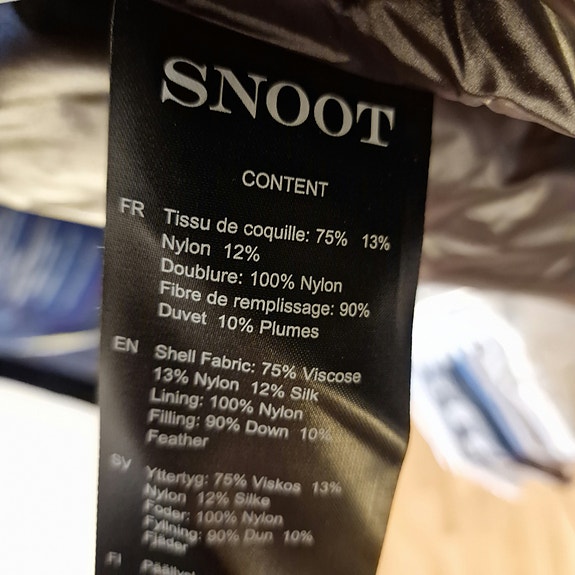 SNOOT
CONTENT
FR Tissu de coquille: 75% 13%
Nylon 12%
Doublure: 100% Nylon
Fibre de remplissage: 90%
Duvet 10% Plumes
EN Shell Fabric: 75% Viscose
13% Nylon 12% Silk
Lining: 100% Nylon
Filling: 90% Down 10%
Feather
SV Yttertyg: 75% Viskos 13%
Nylon 12% Silke
Foder: 100% Nylon
Fyllning: 90% Dun 10%
Fjäder
FI